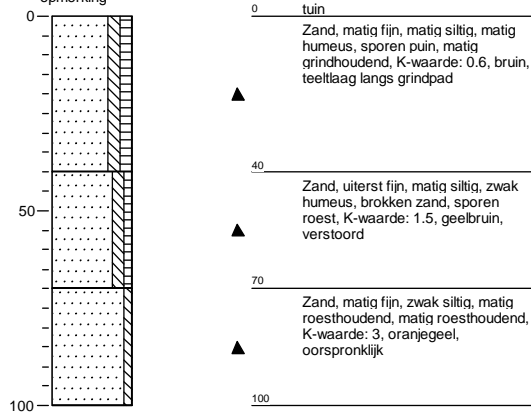 opmerking
0
50
100
0 tuin
Zand, matig fijn, matig siltig, matig
humeus, sporen puin, matig
grindhoudend, K-waarde: 0.6, bruin,
teeltlaag langs grindpad
40
Zand, uiterst fijn, matig siltig, zwak
humeus, brokken zand, sporen
roest, K-waarde: 1.5, geelbruin,
verstoord
70
Zand, matig fijn, zwak siltig, matig
roesthoudend, matig roesthoudend,
K-waarde: 3, oranjegeel,
oorspronklijk
100